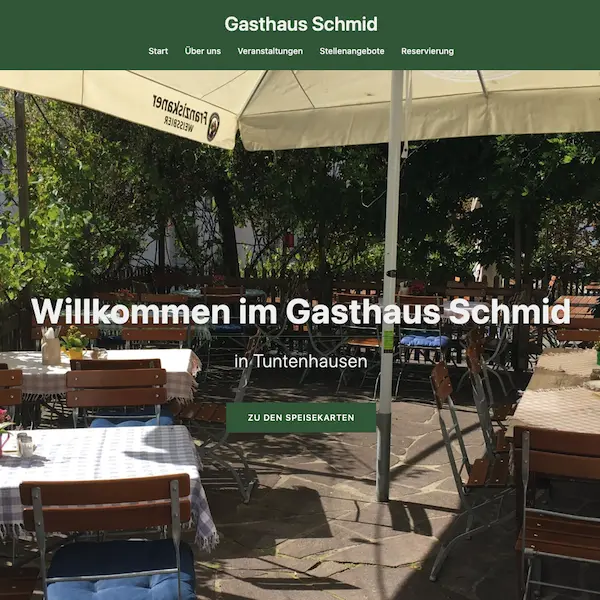 Gasthaus Schmid
Start Über uns Veranstaltungen Stellenangebote Reservierung
Franziskaner
WEISSBIER
Willkommen im Gasthaus Schmid
in Tuntenhausen
ZU DEN SPEISEKARTEN